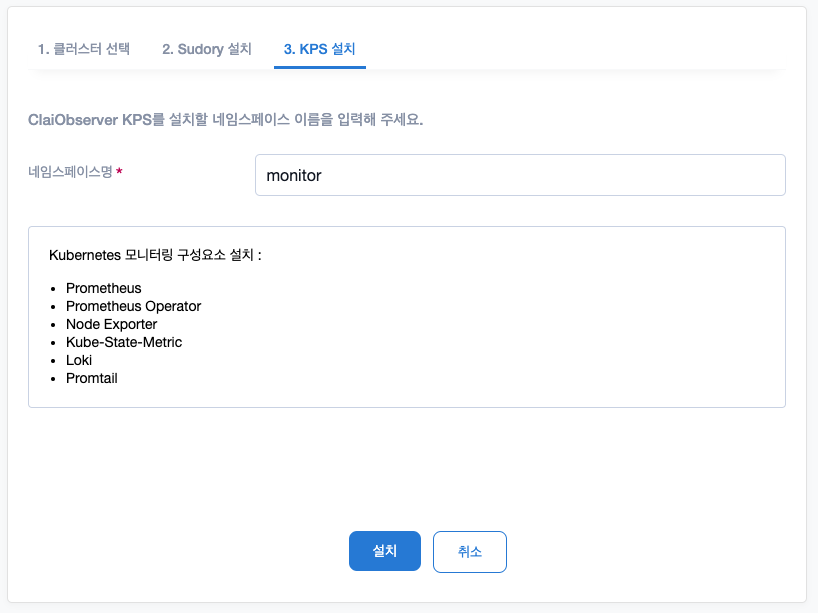 1. 클러스터 선택 2. Sudory 설치 3. KPS 설치
ClaiObserver KPS를 설치할 네임스페이스 이름을 입력해 주세요.
네임스페이스명 * monitor
Kubernetes 모니터링 구성요소 설치 :
• Prometheus
• Prometheus Operator
• Node Exporter
• Kube-State-Metric
• Loki
• Promtail
설치 취소